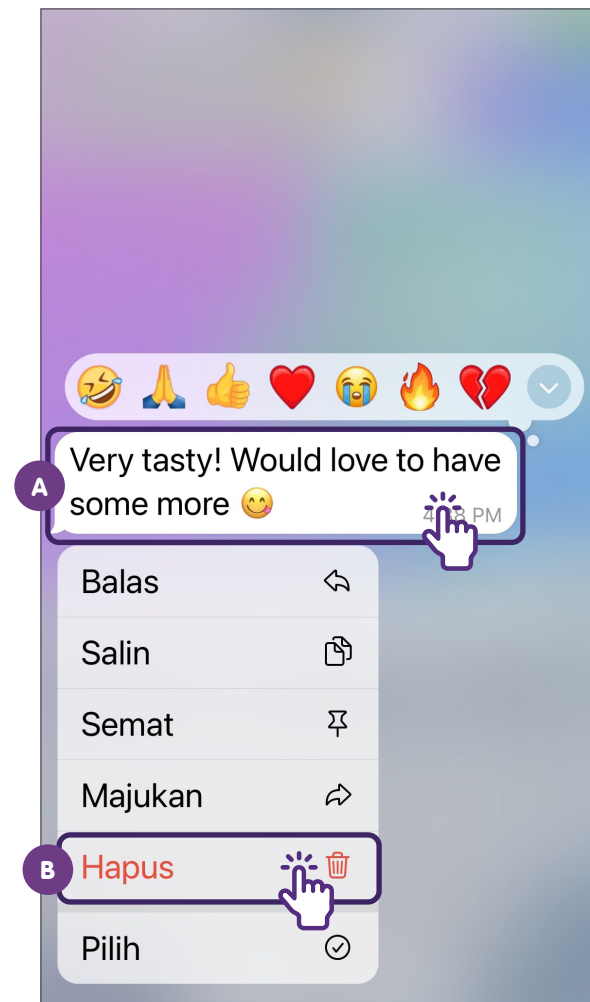 Very tasty! Would love to have
A
some more 😋
PM
Balas
Salin
Semat
Majukan
B Hapus
Pilih